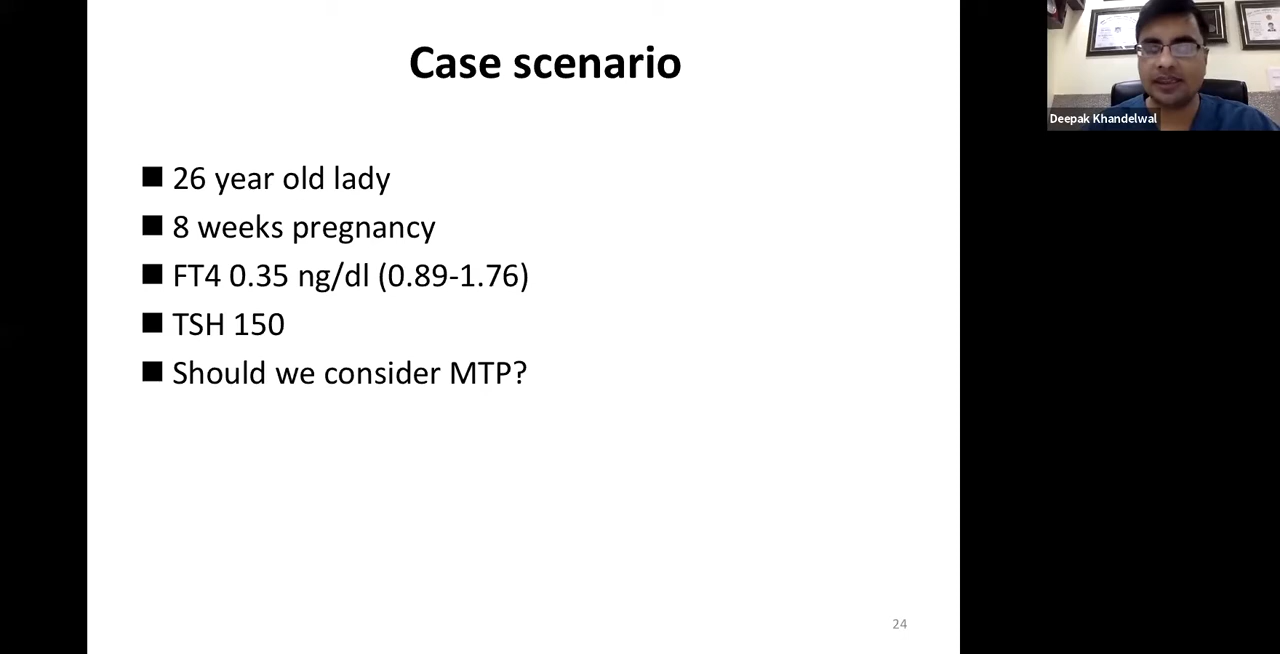 Case scenario
■ 26 year old lady
■ 8 weeks pregnancy
■ FT4 0.35 ng/dl (0.89-1.76)
■ TSH 150
■ Should we consider MTP?
24
Deepak Khandelwal